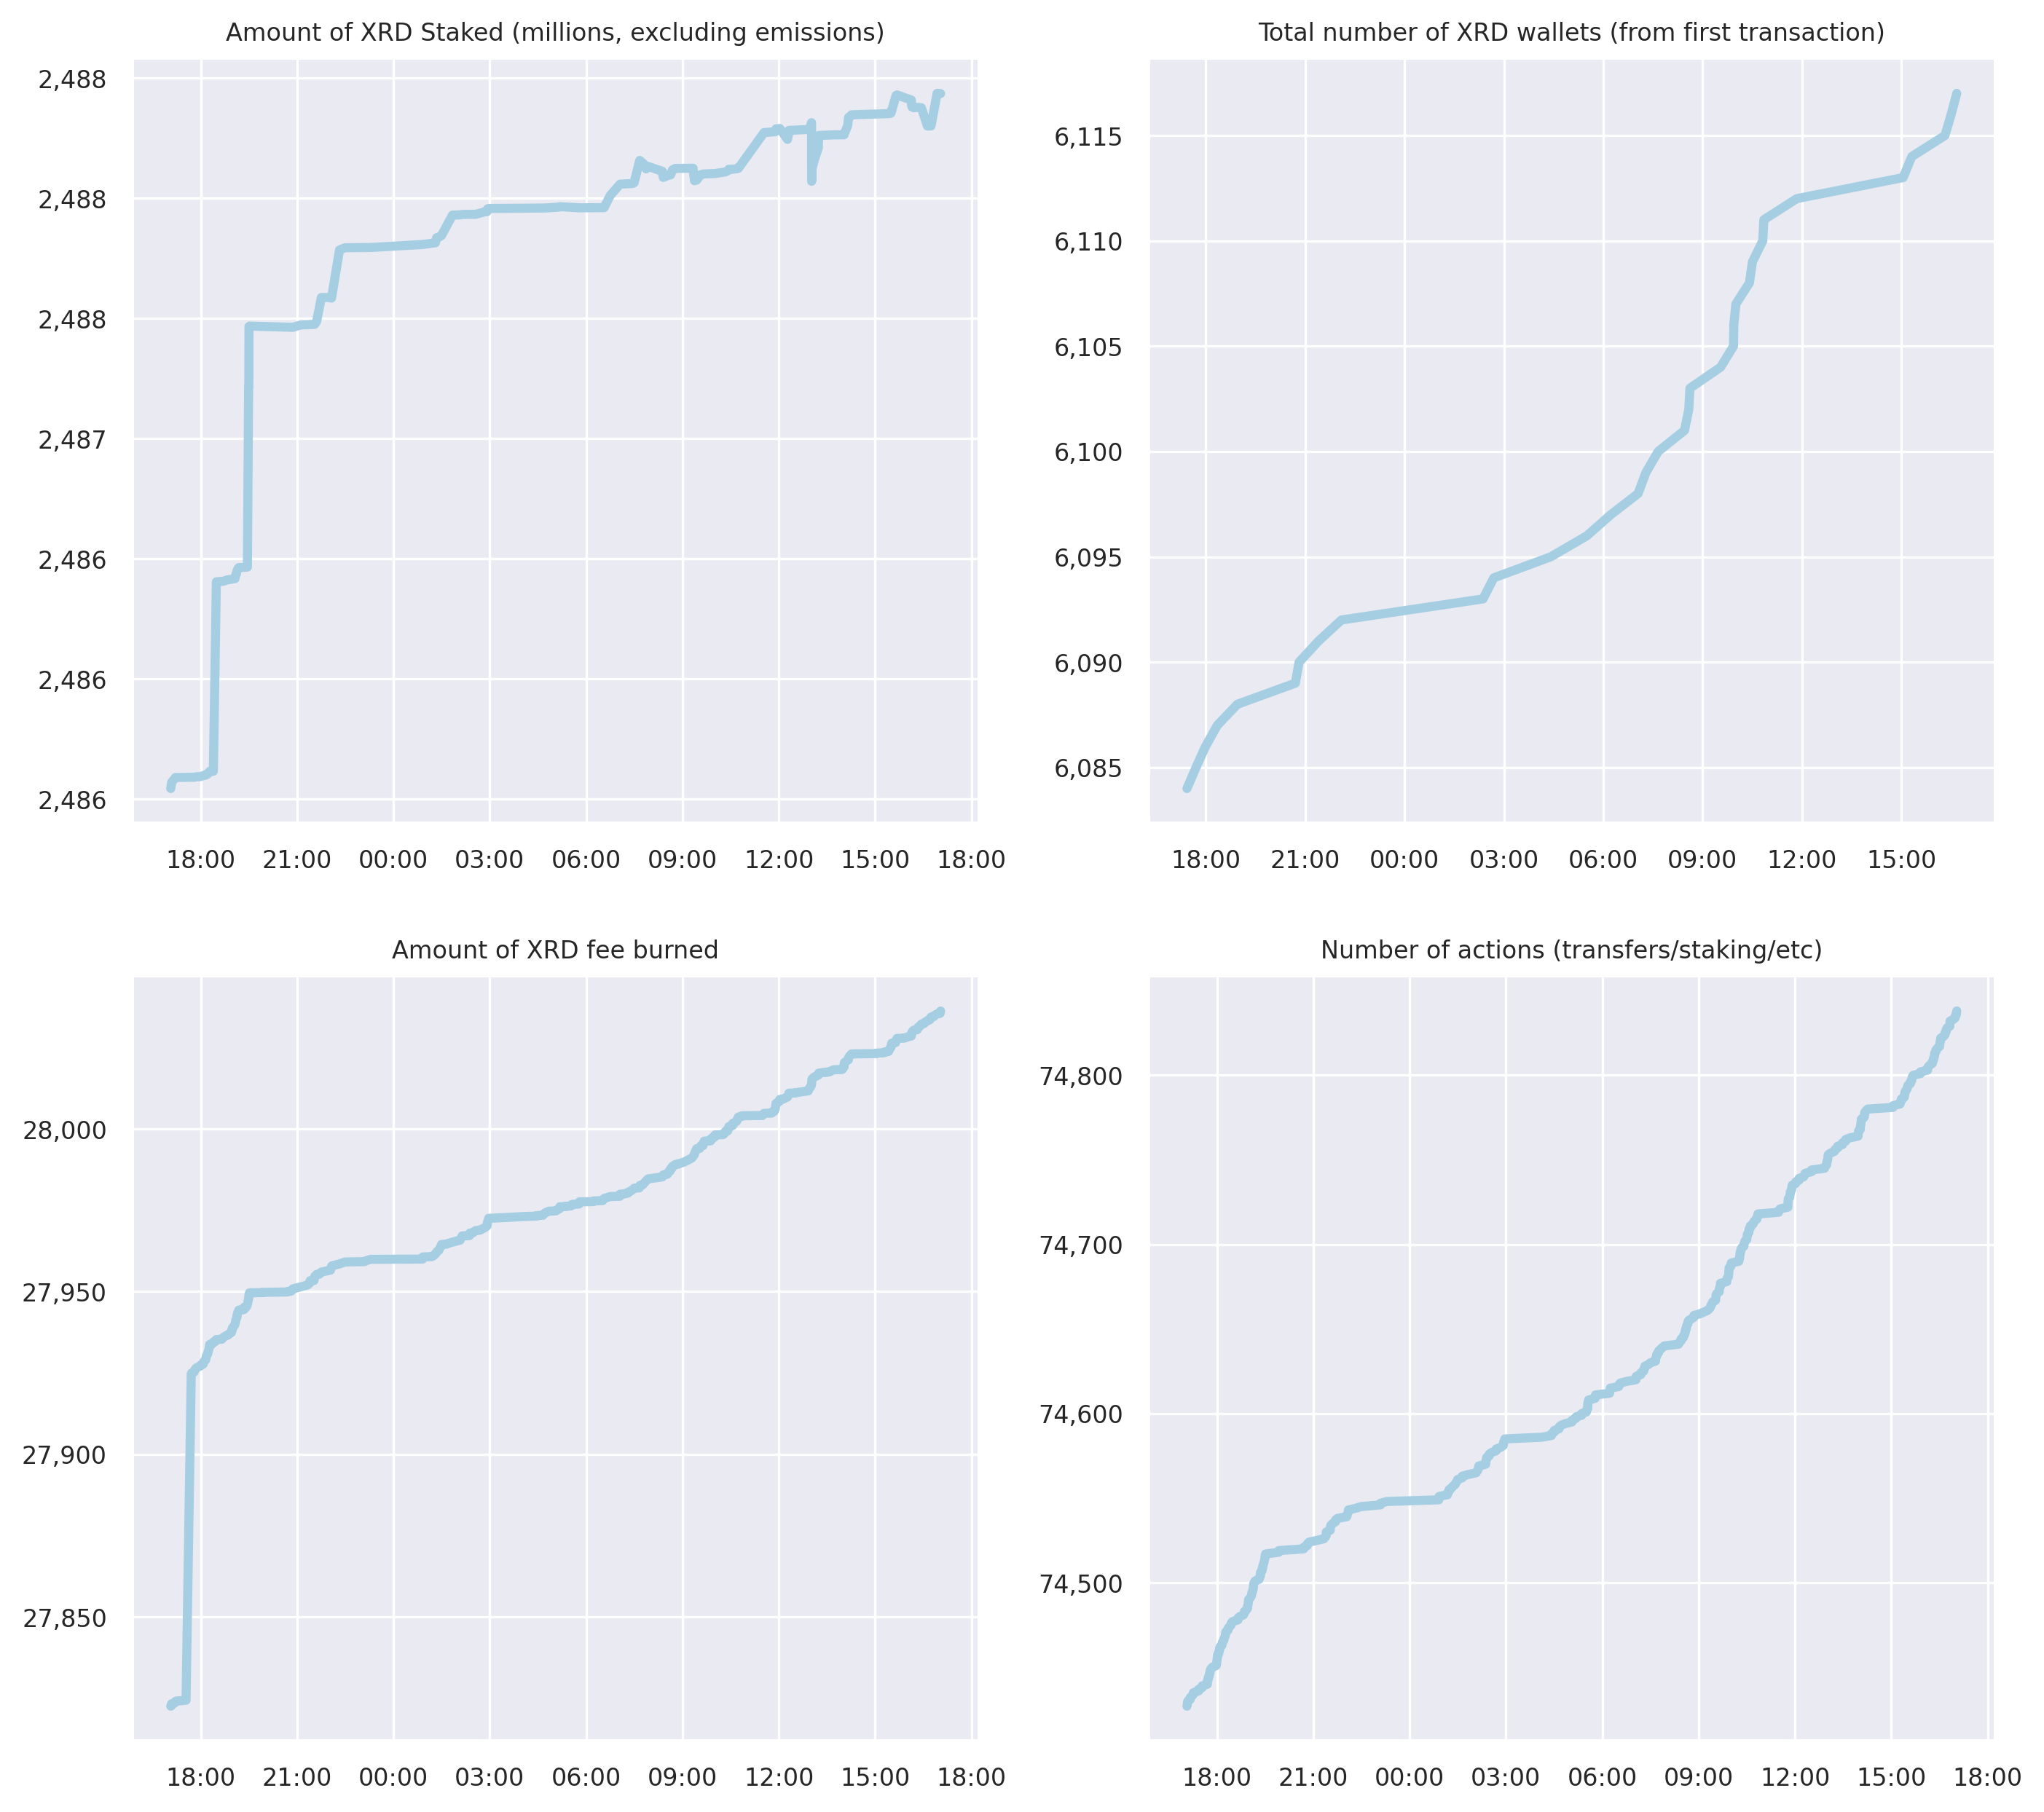 Amount of XRD Staked (millions, excluding emissions)
2,488
2,488
2,488
2,487
2,486
2,486
2,486
18:00 21:00 00:00 03:00 06:00 09:00 12:00 15:00 18:00
Total number of XRD wallets (from first transaction)
6,115
6,110
6,105
6,100
6,095
6,090
6,085
18:00 21:00 00:00 03:00 06:00 09:00 12:00 15:00
Amount of XRD fee burned
28,000
27,950
27,900
27,850
18:00 21:00 00:00 03:00 06:00 09:00 12:00 15:00 18:00
Number of actions (transfers/staking/etc)
74,800
74,700
74,600
74,500
18:00 21:00 00:00 03:00 06:00 09:00 12:00 15:00 18:00